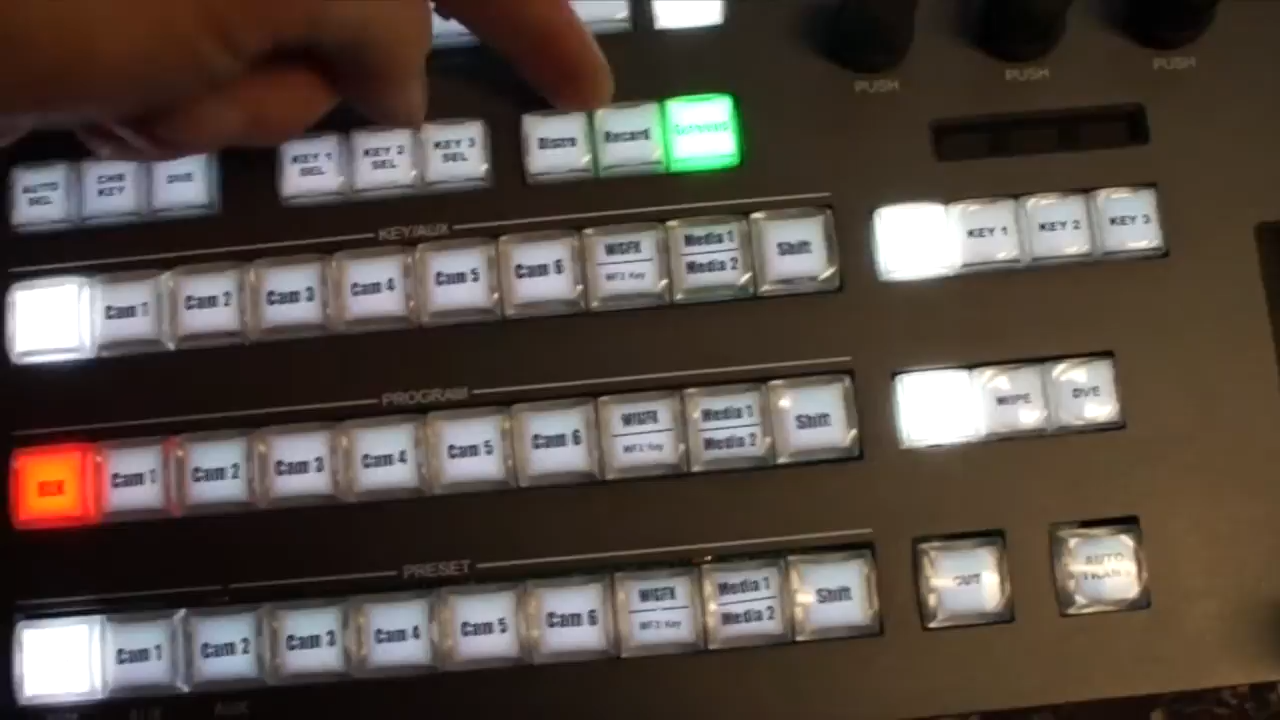 PUSH PUSH PUSH
AUTO SEL
CHR KEY
DVE
KEY 1 SEL
KEY 2 SEL
KEY 3 SEL
Record
KEY/AUX
Cam 1 Cam 2 Cam 3 Cam 4 Cam 5 Cam 6
Media 1
Media 2
Shift
KEY 1 KEY 2 KEY 3
PROGRAM
BLK
Cam 1 Cam 2 Cam 3 Cam 4 Cam 5 Cam 6
Media 1
Media 2
Shift
WIPE DVE
PRESET
Cam 1 Cam 2 Cam 3 Cam 4 Cam 5 Cam 6
Media 1
Media 2
Shift
CUT
AUTO TRANS